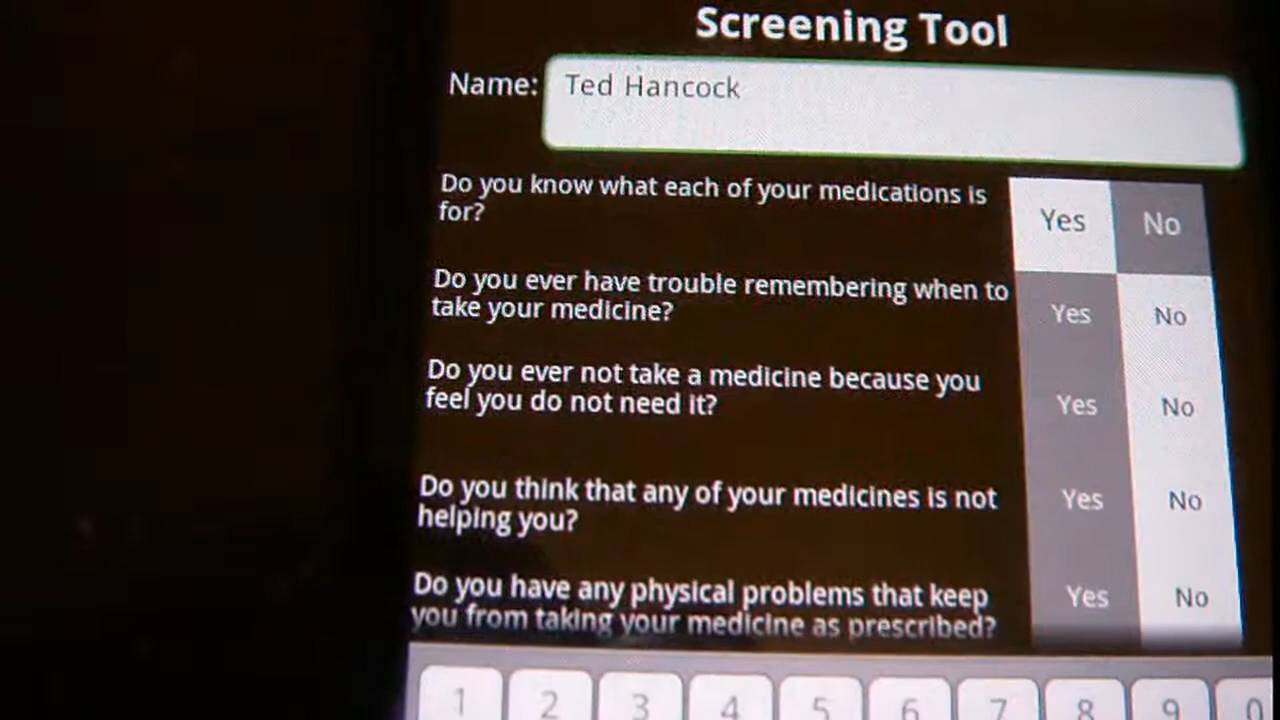 Screening Tool
Name: Ted Hancock
Do you know what each of your medications is
for?
Yes No
Do you ever have trouble remembering when to
take your medicine?
Yes No
Do you ever not take a medicine because you
feel you do not need it?
Yes No
Do you think that any of your medicines is not
helping you?
Yes No
Do you have any physical problems that keep
you from taking your medicine as prescribed?
Yes No
1 2 3 4 5 6 7 8 9 0